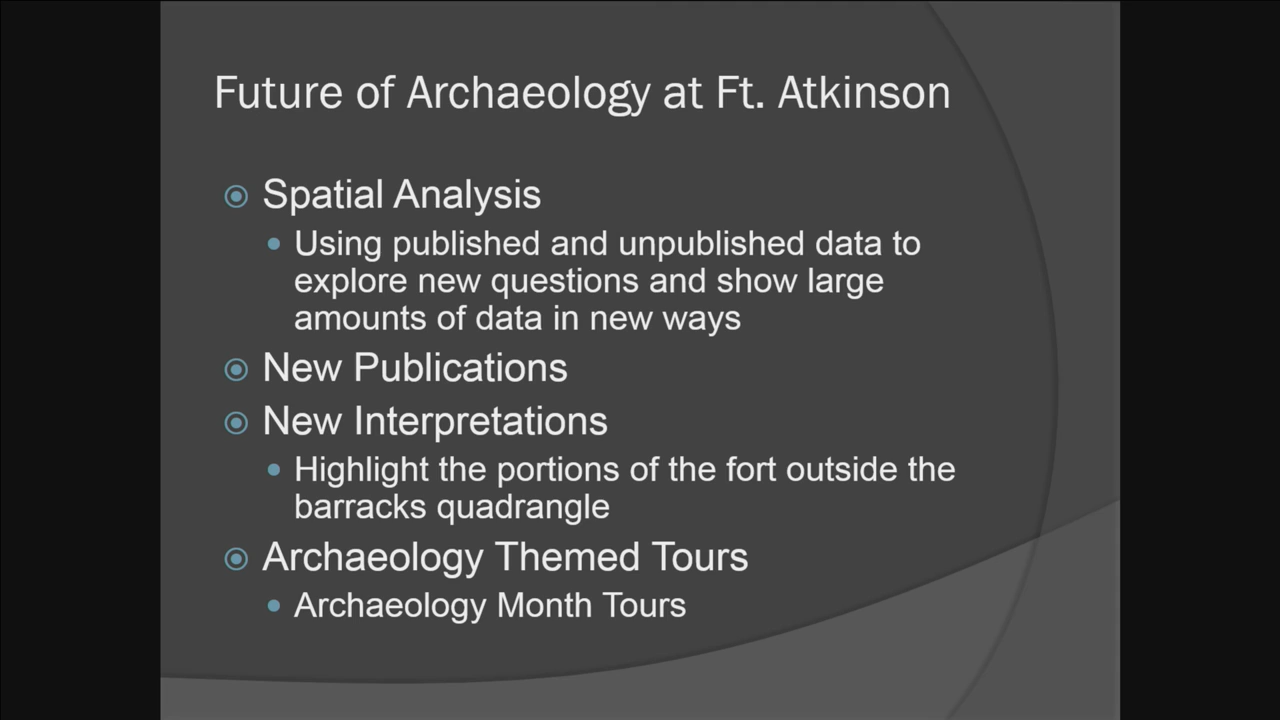 Future of Archaeology at Ft. Atkinson
Spatial Analysis
Using published and unpublished data to
explore new questions and show large
amounts of data in new ways
New Publications
New Interpretations
Highlight the portions of the fort outside the
barracks quadrangle
Archaeology Themed Tours
Archaeology Month Tours